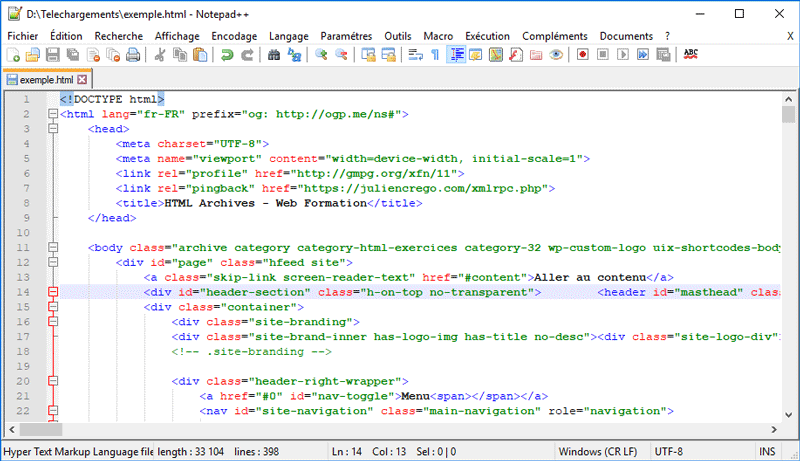 D:\Telechargements\exemple.html - Notepad++
Fichier Édition Recherche Affichage Encodage Langage Paramètres Outils Macro Exécution Compléments Documents ? X
ABC
exemple.html
1 <!DOCTYPE html>
2 <html lang="fr-FR" prefix="og: http://ogp.me/ns#">
3 <head>
4 <meta charset="UTF-8">
5 <meta name="viewport" content="width=device-width, initial-scale=1">
6 <link rel="profile" href="http://gmpg.org/xfn/11">
7 <link rel="pingback" href="https://juliencrego.com/xmlrpc.php">
8 <title>HTML Archives - Web Formation</title>
9 </head>
10
11 <body class="archive category category-html-exercices category-32 wp-custom-logo uix-shortcodes-body
12 <div id="page" class="hfeed site">
13 <a class="skip-link screen-reader-text" href="#content">Aller au contenu</a>
14 <div id="header-section" class="h-on-top no-transparent"> <header id="masthead" clas
15 <div class="container">
16 <div class="site-branding">
17 <div class="site-brand-inner has-logo-img has-title no-desc"><div class="site-logo-div"
18 <!-- .site-branding -->
19
20 <div class="header-right-wrapper">
21 <a href="#0" id="nav-toggle">Menu<span></span></a>
22 <nav id="site-navigation" class="main-navigation" role="navigation">
Hyper Text Markup Language file length : 33 104 lines : 398 Ln : 14 Col : 13 Sel : 0 | 0 Windows (CR LF) UTF-8 INS